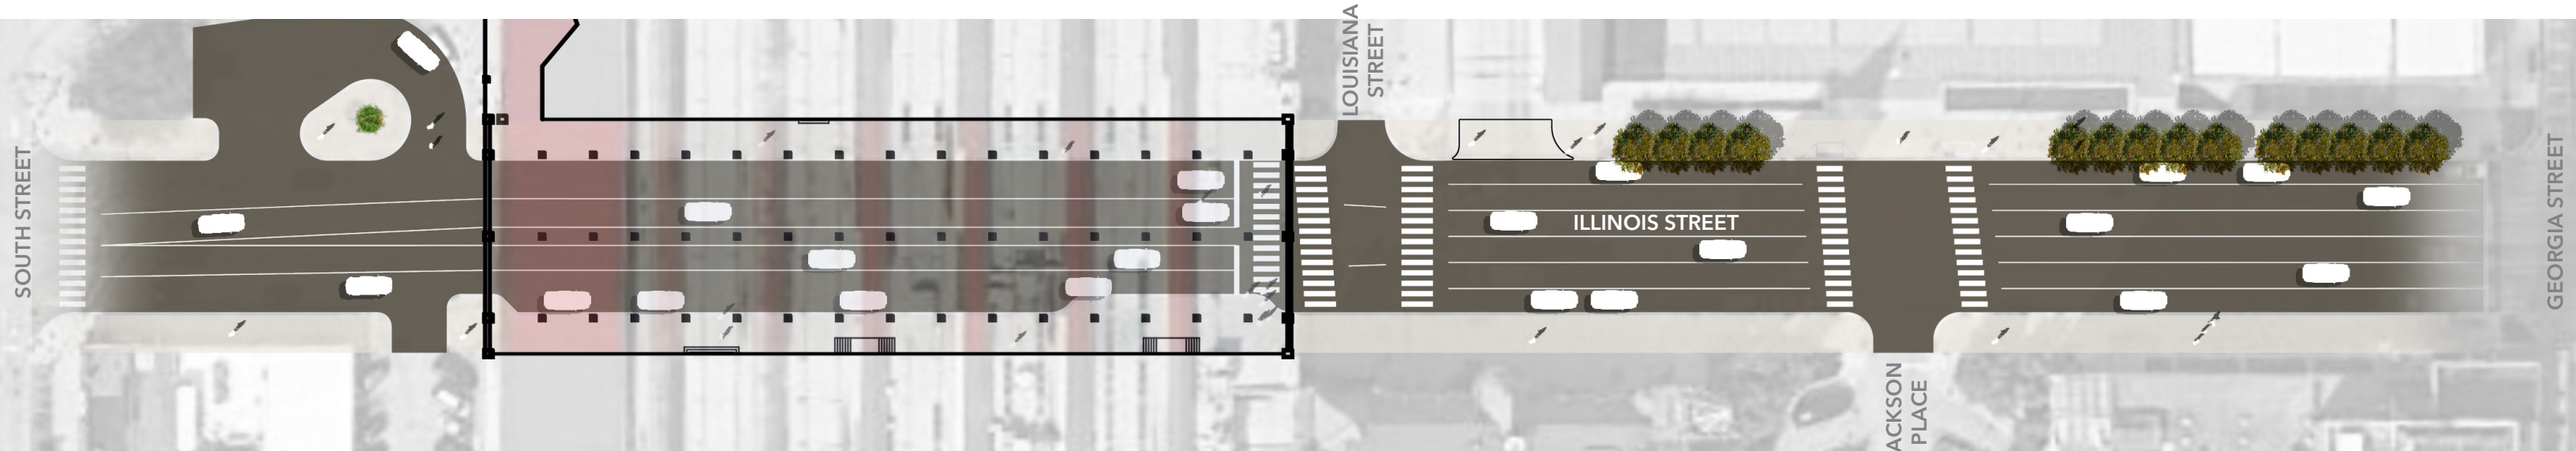 SOUTH STREET
LOUISIANA
STREET
ILLINOIS STREET
ACKSON
PLACE
GEORGIA STREET